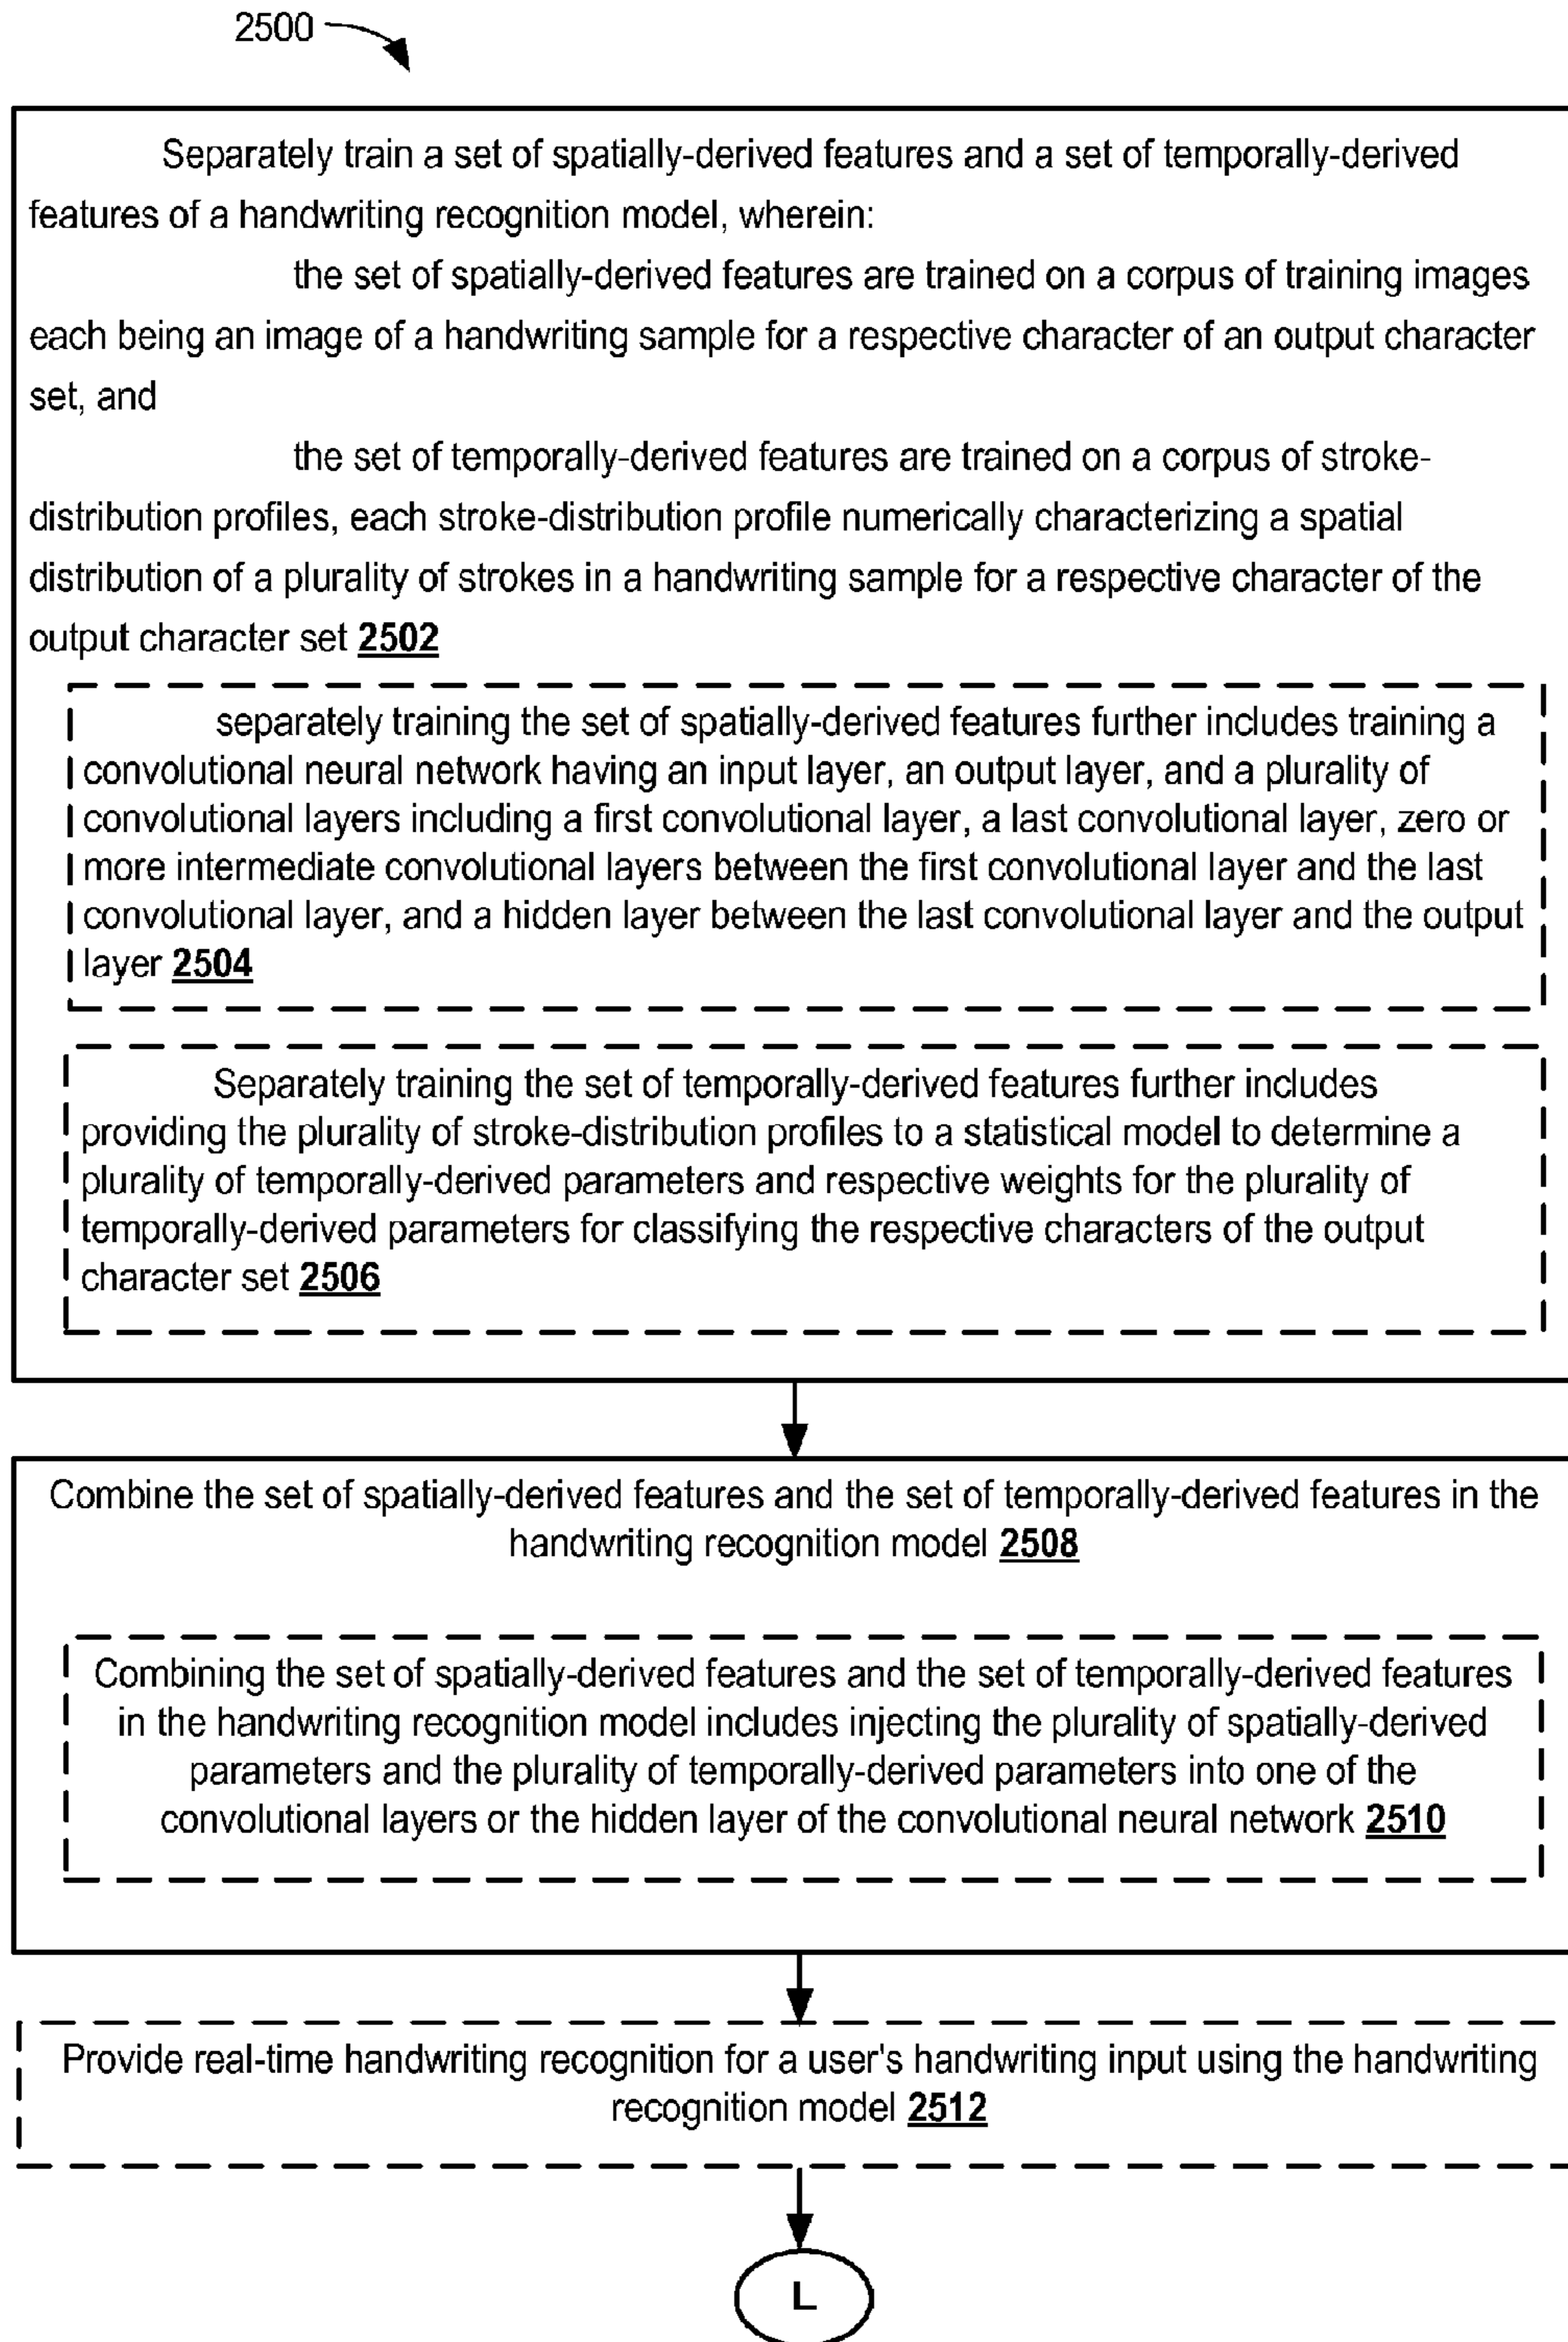 2500
Separately train a set of spatially-derived features and a set of temporally-derived
features of a handwriting recognition model, wherein:
the set of spatially-derived features are trained on a corpus of training images
each being an image of a handwriting sample for a respective character of an output character
set, and
the set of temporally-derived features are trained on a corpus of stroke-
distribution profiles, each stroke-distribution profile numerically characterizing a spatial
distribution of a plurality of strokes in a handwriting sample for a respective character of the
output character set 2502
separately training the set of spatially-derived features further includes training a
convolutional neural network having an input layer, an output layer, and a plurality of
convolutional layers including a first convolutional layer, a last convolutional layer, zero or
more intermediate convolutional layers between the first convolutional layer and the last
convolutional layer, and a hidden layer between the last convolutional layer and the output
layer 2504
Separately training the set of temporally-derived features further includes
providing the plurality of stroke-distribution profiles to a statistical model to determine a
plurality of temporally-derived parameters and respective weights for the plurality of
temporally-derived parameters for classifying the respective characters of the output
character set 2506
Combine the set of spatially-derived features and the set of temporally-derived features in the
handwriting recognition model 2508
Combining the set of spatially-derived features and the set of temporally-derived features
in the handwriting recognition model includes injecting the plurality of spatially-derived
parameters and the plurality of temporally-derived parameters into one of the
convolutional layers or the hidden layer of the convolutional neural network 2510
Provide real-time handwriting recognition for a user's handwriting input using the handwriting
recognition model 2512
L